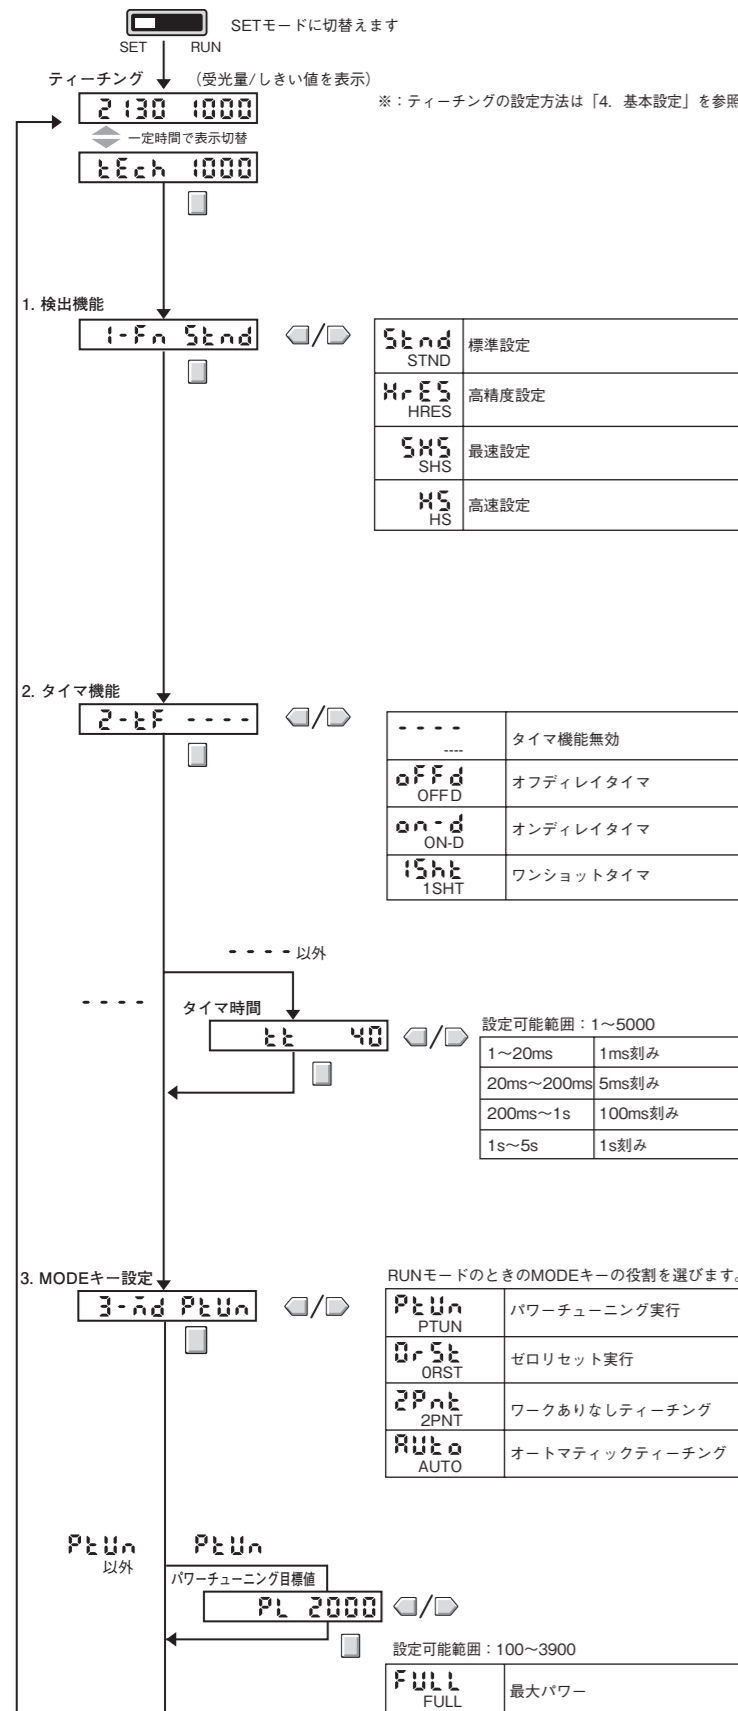 SETモードに切替えます
SET RUN
ティーチング (受光量/しきい値を表示)
2130 1000
※：ティーチングの設定方法は「4. 基本設定」を参照
一定時間で表示切替
tEch 1000
1. 検出機能
1-Fn Stnd
Stnd
STND 標準設定
HrES
HRES 高精度設定
SHS
SHS 最速設定
HS
HS 高速設定
2. タイマ機能
2-tF ----
----
---- タイマ機能無効
oFFd
OFFD オフディレイタイマ
on-d
ON-D オンディレイタイマ
1Sht
1SHT ワンショットタイマ
----以外
----
タイマ時間
tt 40
設定可能範囲：1～5000
1～20ms 1ms刻み
20ms～200ms 5ms刻み
200ms～1s 100ms刻み
1s～5s 1s刻み
3. MODEキー設定
RUNモードのときのMODEキーの役割を選びます。
3-md PtUn
PtUn
PTUN パワーチューニング実行
0rSt
0RST ゼロリセット実行
2Pnt
2PNT ワークありなしティーチング
AUto
AUTO オートマティックティーチング
PtUn 以外
PtUn
パワーチューニング目標値
PL 2000
設定可能範囲：100～3900
FULL
FULL 最大パワー